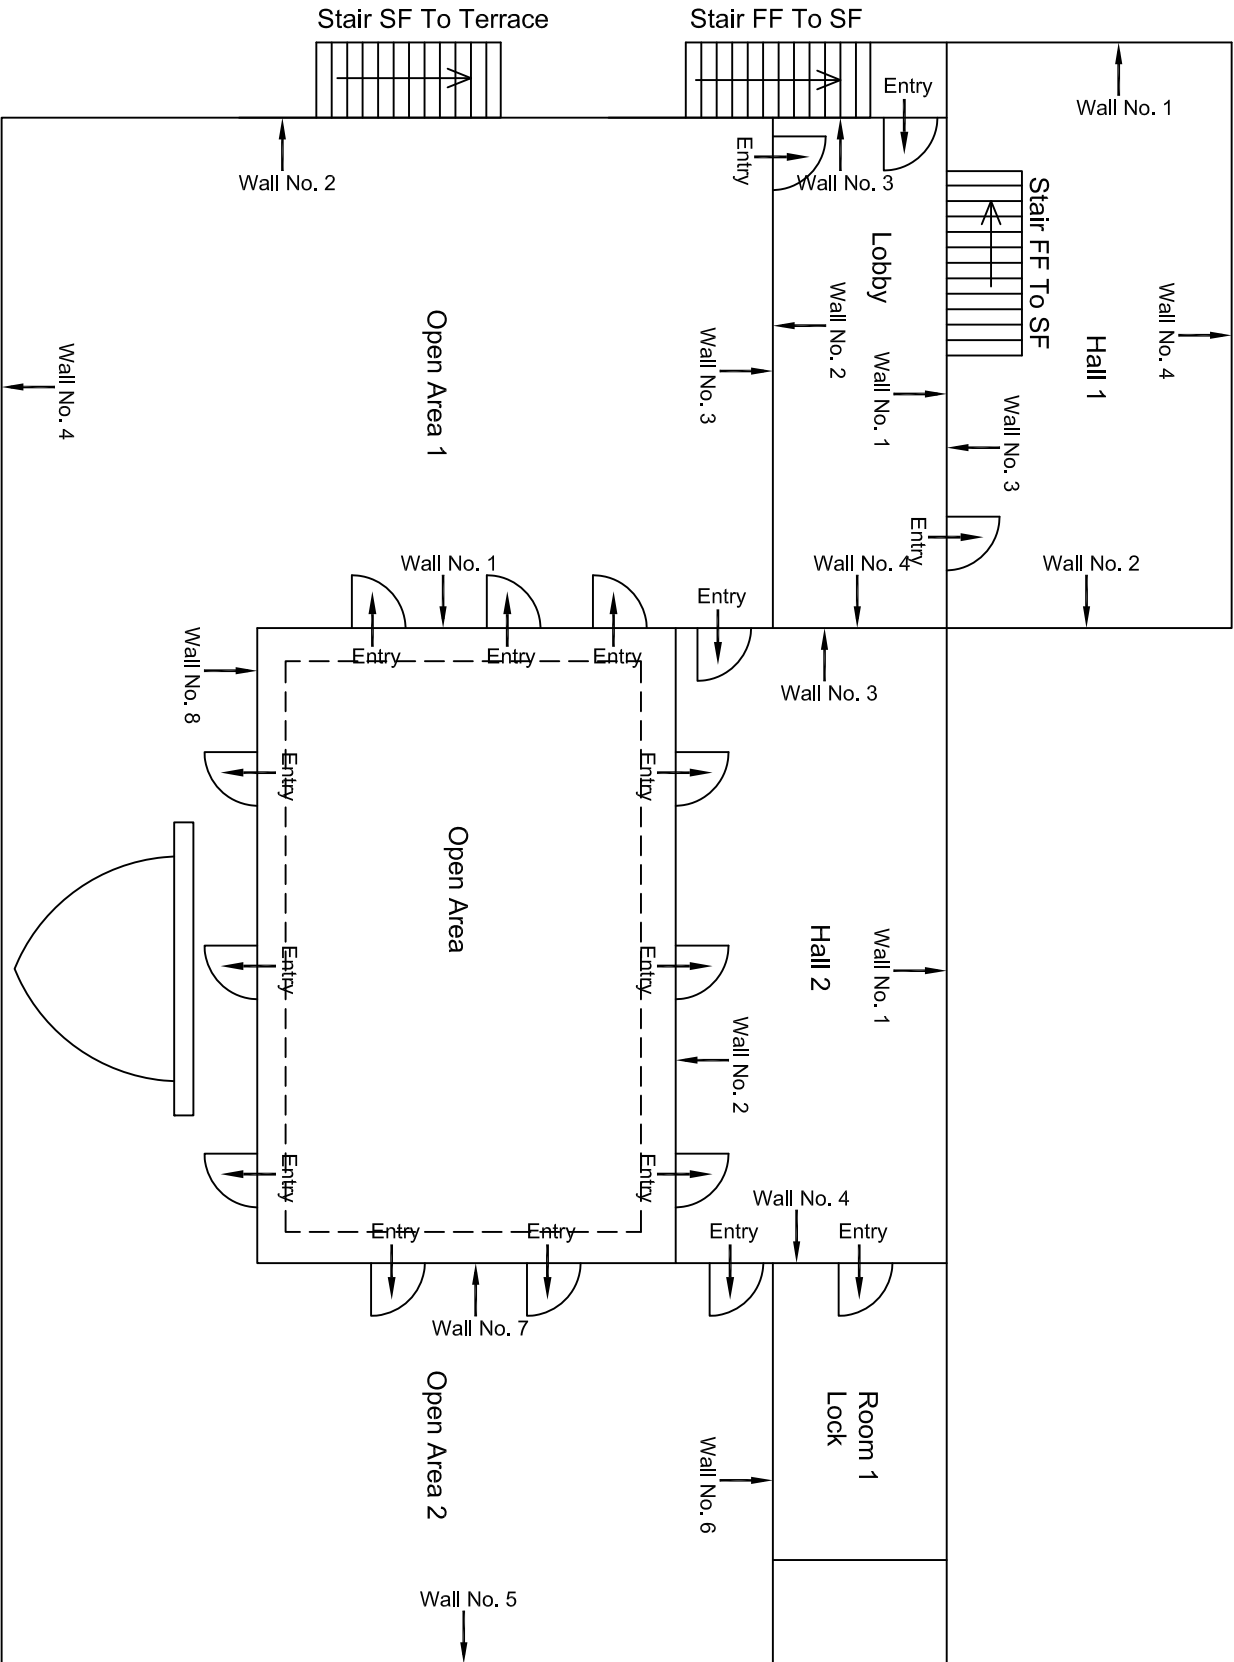 Stair SF To Terrace
Stair FF To SF
Entry
Wall No. 1
Entry
Wall No. 2
Wall No. 3
Stair FF To SF
Lobby
Wall No. 2
Wall No. 4
Open Area 1
Wall No. 3
Wall No. 1
Hall 1
Wall No. 4
Wall No. 3
Entry
Wall No. 1
Wall No. 4
Wall No. 2
Entry
Entry
Entry
Entry
Wall No. 8
Wall No. 3
Entry
Entry
Open Area
Hall 2
Wall No. 1
Entry
Entry
Wall No. 2
Entry
Entry
Wall No. 4
Entry
Entry
Entry
Entry
Wall No. 7
Open Area 2
Room 1
Lock
Wall No. 6
Wall No. 5